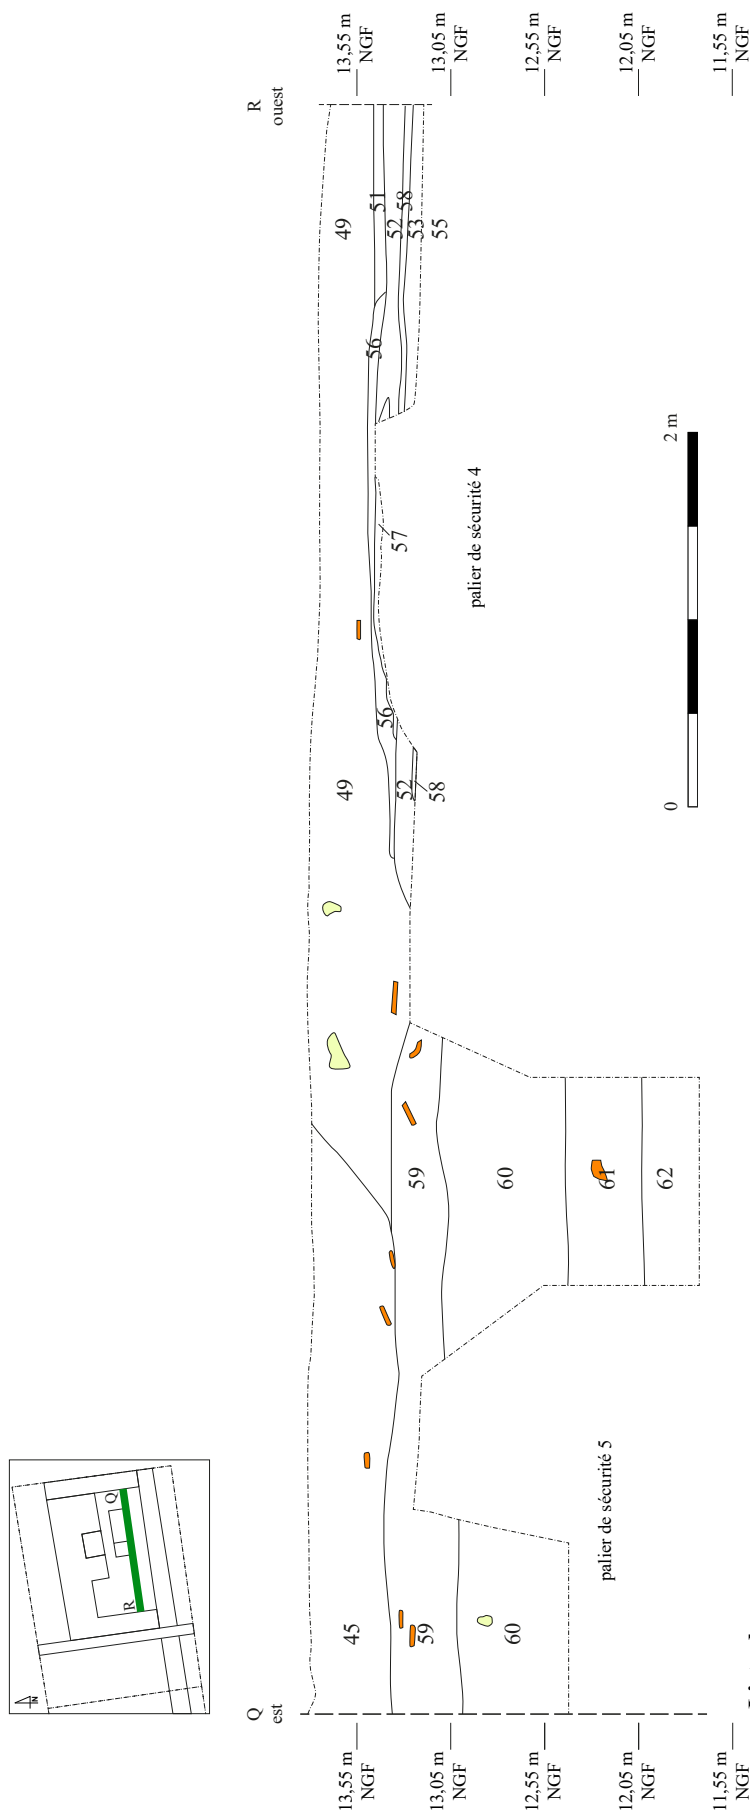 Q
est
R
ouest
13,55 m
NGF
13,05 m
NGF
12,55 m
NGF
12,05 m
NGF
11,55 m
NGF
13,55 m
NGF
13,05 m
NGF
12,55 m
NGF
12,05 m
NGF
11,55 m
NGF
45
59
60
59
60
61
62
49
52
58
56
57
56
49
51
52
58
53
55
palier de sécurité 5
palier de sécurité 4
0
2 m
N
R
Q